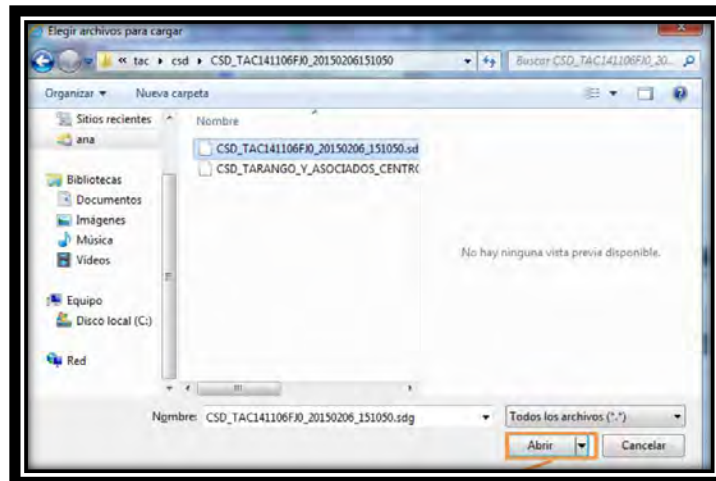 Elegir archivos para cargar
« tac ▸ csd ▸ CSD_TAC141106FJ0_20150206151050
Buscar CSD_TAC141106FJ0_20...
Organizar ▾ Nueva carpeta
Sitios recientes
ana
Bibliotecas
Documentos
Imágenes
Música
Vídeos
Equipo
Disco local (C:)
Red
Nombre
CSD_TAC141106FJ0_20150206_151050.sd
CSD_TARANGO_Y_ASOCIADOS_CENTR
No hay ninguna vista previa disponible.
Nombre: CSD_TAC141106FJ0_20150206_151050.sdg
Todos los archivos (*.*)
Abrir
Cancelar